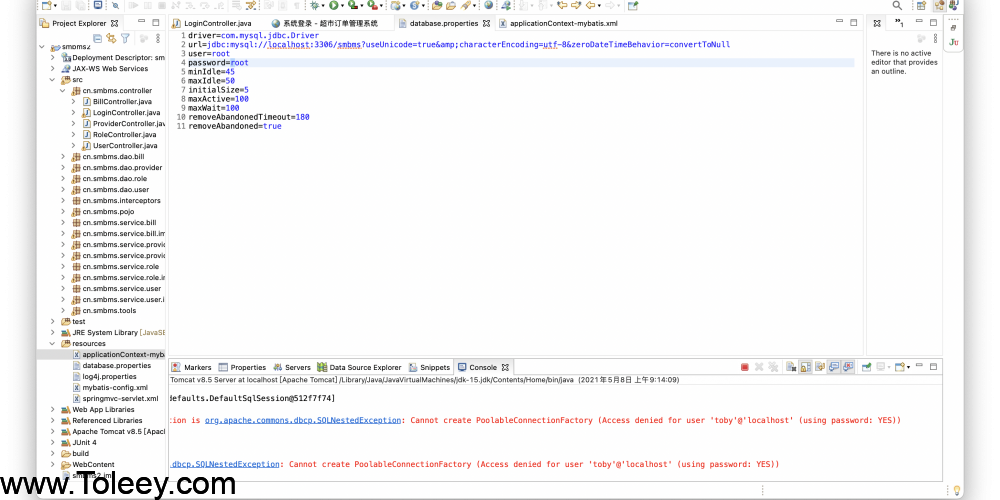 Project Explorer
LoginController.java
系统登录 - 超市订单管理系统
database.properties
applicationContext-mybatis.xml
smbms2
Deployment Descriptor: sm
JAX-WS Web Services
src
cn.smbms.controller
BillController.java
LoginController.java
ProviderController.jav
RoleController.java
UserController.java
cn.smbms.dao.bill
cn.smbms.dao.provider
cn.smbms.dao.role
cn.smbms.dao.user
cn.smbms.interceptors
cn.smbms.pojo
cn.smbms.service.bill
cn.smbms.service.bill.im
cn.smbms.service.provid
cn.smbms.service.provid
cn.smbms.service.role
cn.smbms.service.role.in
cn.smbms.service.user
cn.smbms.service.user.i
cn.smbms.tools
test
JRE System Library [JavaSE
resources
applicationContext-myba
database.properties
log4j.properties
mybatis-config.xml
springmvc-servlet.xml
Web App Libraries
Referenced Libraries
Apache Tomcat v8.5 [Apacl
JUnit 4
build
WebContent
1 driver=com.mysql.jdbc.Driver
2 url=jdbc:mysql://localhost:3306/smbms?useUnicode=true&amp;characterEncoding=utf-8&zeroDateTimeBehavior=convertToNull
3 user=root
4 password=root
5 minIdle=45
6 maxIdle=50
7 initialSize=5
8 maxActive=100
9 maxWait=100
10 removeAbandonedTimeout=180
11 removeAbandoned=true
There is no active
editor that provides
an outline.
Markers Properties Servers Data Source Explorer Snippets Console
Tomcat v8.5 Server at localhost [Apache Tomcat] /Library/Java/JavaVirtualMachines/jdk-15.jdk/Contents/Home/bin/java (2021年5月8日 上午9:14:09)
defaults.DefaultSqlSession@512f7f74]
ion is org.apache.commons.dbcp.SQLNestedException: Cannot create PoolableConnectionFactory (Access denied for user 'toby'@'localhost' (using password: YES))
.dbcp.SQLNestedException: Cannot create PoolableConnectionFactory (Access denied for user 'toby'@'localhost' (using password: YES))
www.Toleey.com